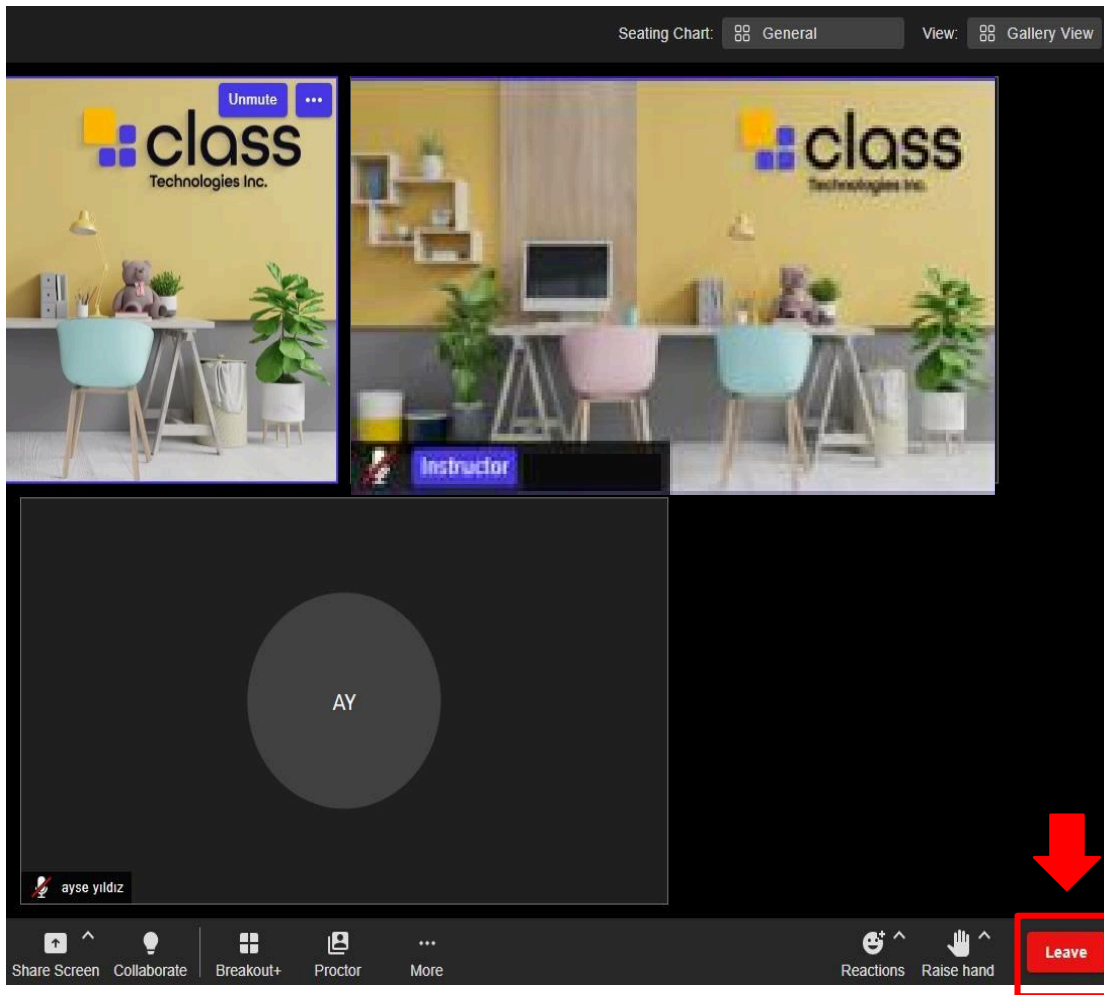 Seating Chart: General View: Gallery View
Unmute ...
class
Technologies Inc.
class
Technologies Inc.
Instructor
AY
ayse yıldız
Share Screen Collaborate Breakout+ Proctor More Reactions Raise hand Leave